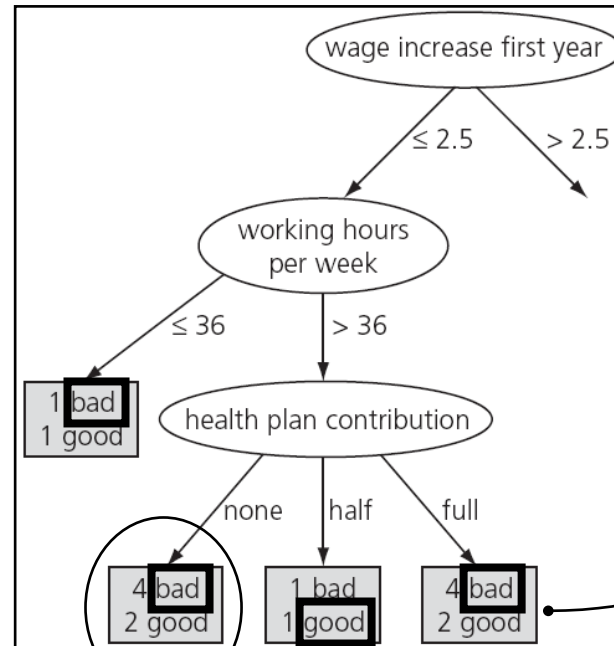 wage increase first year
≤ 2.5
> 2.5
working hours
per week
≤ 36
> 36
1 bad
1 good
health plan contribution
none
half
full
4 bad
2 good
1 bad
1 good
4 bad
2 good